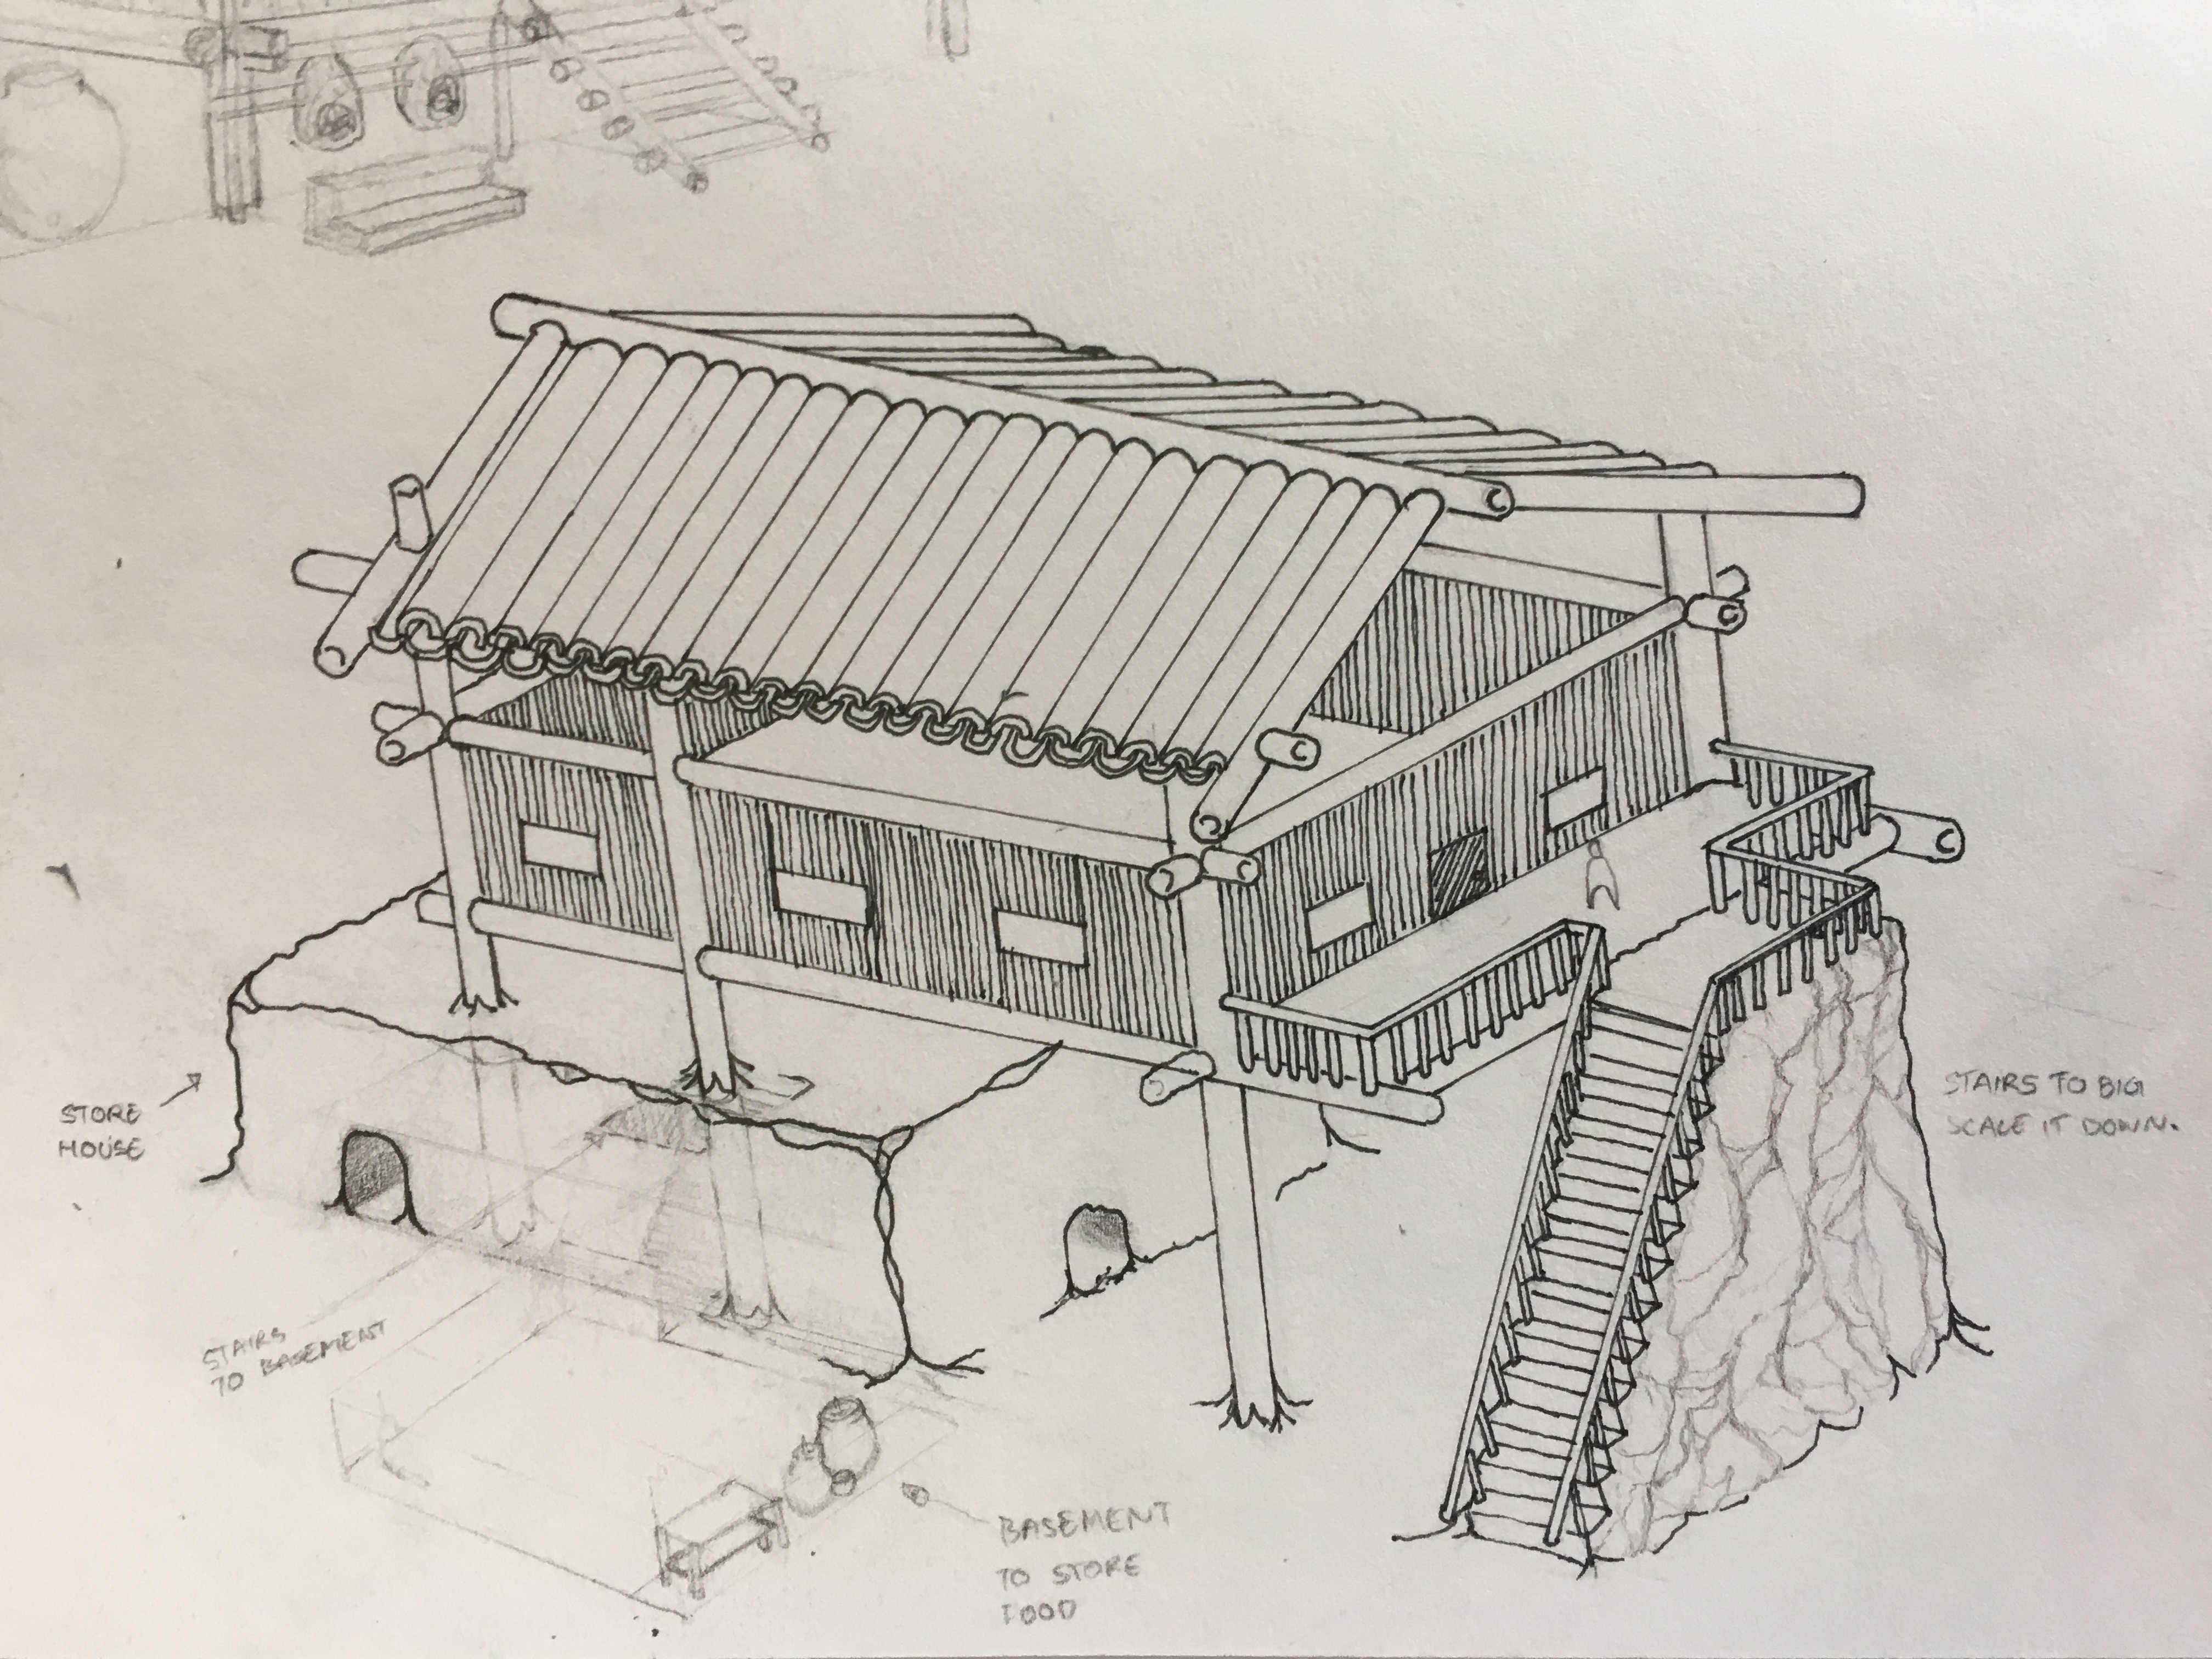 STORE
HOUSE
STAIRS TO BIG
SCALE IT DOWN.
STAIRS
TO BASEMENT
BASEMENT
TO STORE
FOOD